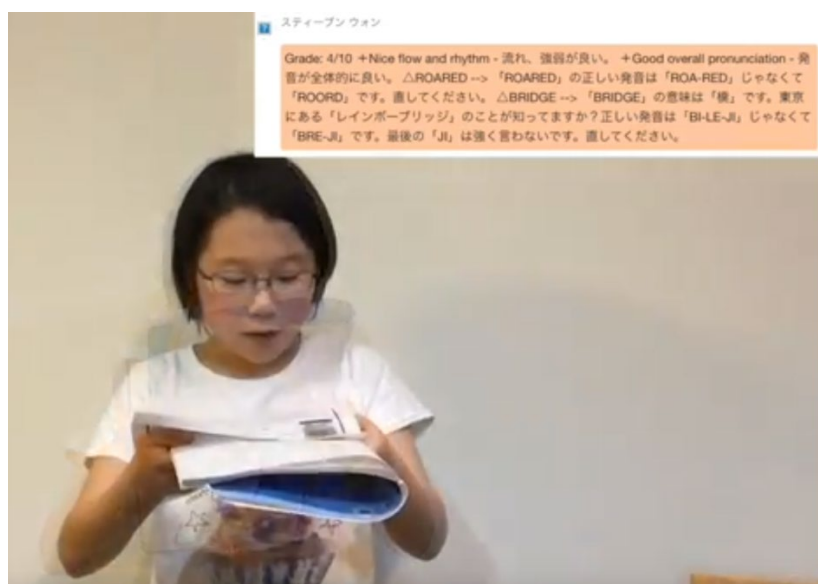 スティーブン ウォン
Grade: 4/10 +Nice flow and rhythm - 流れ、強弱が良い。 +Good overall pronunciation - 発
音が全体的に良い。 △ROARED --> 「ROARED」の正しい発音は「ROA-RED」じゃなくて
「ROORD」です。直してください。 △BRIDGE --> 「BRIDGE」の意味は「橋」です。東京
にある「レインボーブリッジ」のことが知ってますか？正しい発音は「BI-LE-JI」じゃなくて
「BRE-JI」です。最後の「JI」は強く言わないです。直してください。